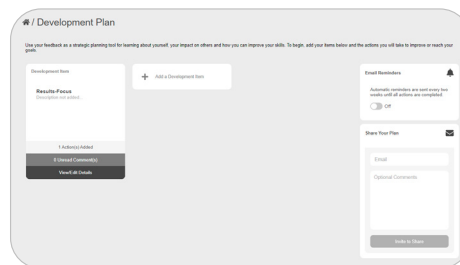 / Development Plan
Use your feedback as a strategic planning tool for learning about yourself, your impact on others and how you can improve your skills. To begin, add your items below and the actions you will take to improve or reach your
goals.
Development Item
Results-Focus
Description not added...
1 Action(s) Added
0 Unread Comment(s)
View/Edit Details
+ Add a Development Item
Email Reminders
Automatic reminders are sent every two
weeks until all actions are completed.
Off
Share Your Plan
Email
Optional Comments
Invite to Share